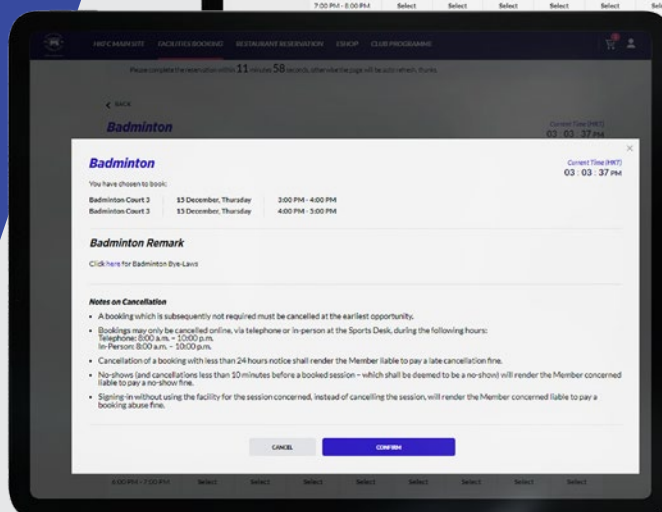 7:00 PM - 8:00 PM Select Select Select Select Select
HKFC MAIN SITE FACILITIES BOOKING RESTAURANT RESERVATION ESHOP CLUB PROGRAMME
Please complete the reservation within 11 minutes 58 seconds, otherwise the page will be auto refresh, thanks.
BACK
Badminton
Current Time (HKT)
03 : 03 : 37 PM
Badminton
Current Time (HKT)
03 : 03 : 37 PM
You have chosen to book:
Badminton Court 3 15 December, Thursday 3:00 PM - 4:00 PM
Badminton Court 3 15 December, Thursday 4:00 PM - 5:00 PM
Badminton Remark
Click here for Badminton Bye-Laws
Notes on Cancellation
• A booking which is subsequently not required must be cancelled at the earliest opportunity.
• Bookings may only be cancelled online, via telephone or in-person at the Sports Desk, during the following hours:
Telephone: 8:00 a.m. – 10:00 p.m.
In-Person: 8:00 a.m. – 10:00 p.m.
• Cancellation of a booking with less than 24 hours notice shall render the Member liable to pay a late cancellation fine.
• No-shows (and cancellations less than 10 minutes before a booked session – which shall be deemed to be a no-show) will render the Member concerned
liable to pay a no-show fine.
• Signing-in without using the facility for the session concerned, instead of cancelling the session, will render the Member concerned liable to pay a
booking abuse fine.
CANCEL CONFIRM
6:00 PM - 7:00 PM Select Select Select Select Select Select Select